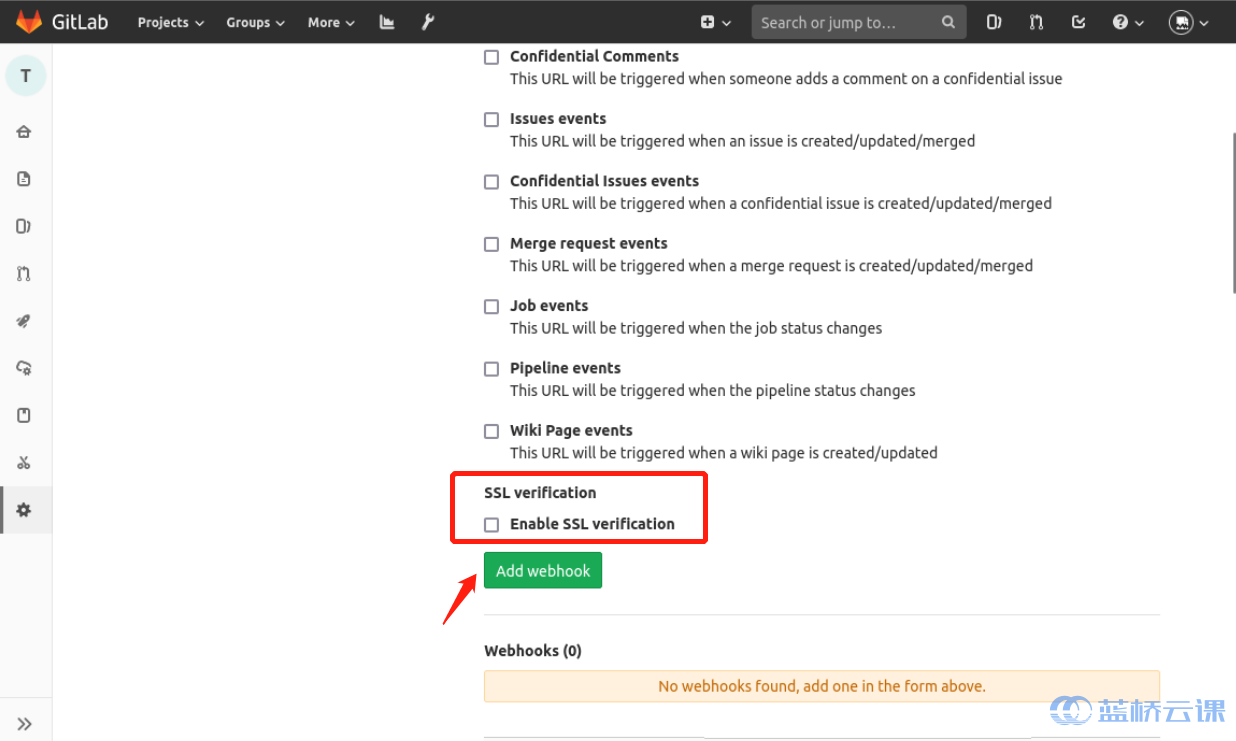 GitLab Projects Groups More Search or jump to...
T
Confidential Comments
This URL will be triggered when someone adds a comment on a confidential issue
Issues events
This URL will be triggered when an issue is created/updated/merged
Confidential Issues events
This URL will be triggered when a confidential issue is created/updated/merged
Merge request events
This URL will be triggered when a merge request is created/updated/merged
Job events
This URL will be triggered when the job status changes
Pipeline events
This URL will be triggered when the pipeline status changes
Wiki Page events
This URL will be triggered when a wiki page is created/updated
SSL verification
Enable SSL verification
Add webhook
Webhooks (0)
No webhooks found, add one in the form above.
蓝桥云课